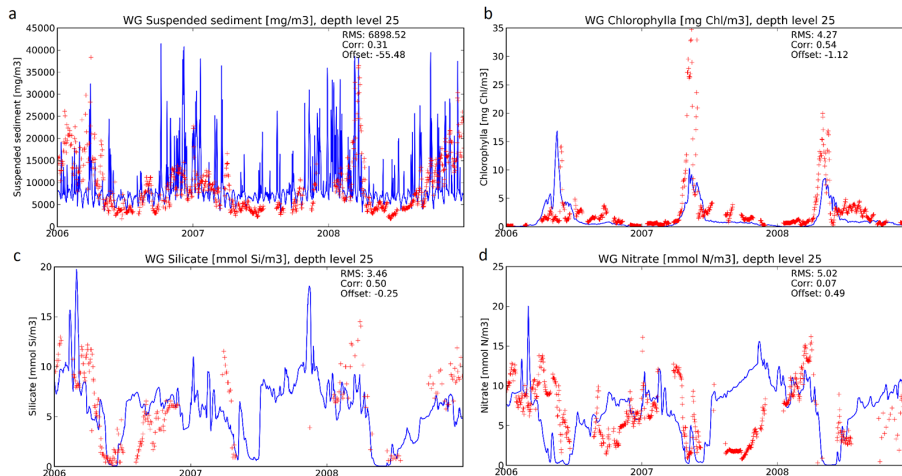 a
WG Suspended sediment [mg/m3], depth level 25
RMS: 6898.52
Corr: 0.31
Offset: -55.48
Suspended sediment [mg/m3]
45000
40000
35000
30000
25000
20000
15000
10000
5000
0
2006
2007
2008
b
WG Chlorophylla [mg Chl/m3], depth level 25
RMS: 4.27
Corr: 0.54
Offset: -1.12
Chlorophylla [mg Chl/m3]
35
30
25
20
15
10
5
0
2006
2007
2008
c
WG Silicate [mmol Si/m3], depth level 25
RMS: 3.46
Corr: 0.50
Offset: -0.25
Silicate [mmol Si/m3]
20
15
10
5
0
2006
2007
2008
d
WG Nitrate [mmol N/m3], depth level 25
RMS: 5.02
Corr: 0.07
Offset: 0.49
Nitrate [mmol N/m3]
25
20
15
10
5
0
2006
2007
2008